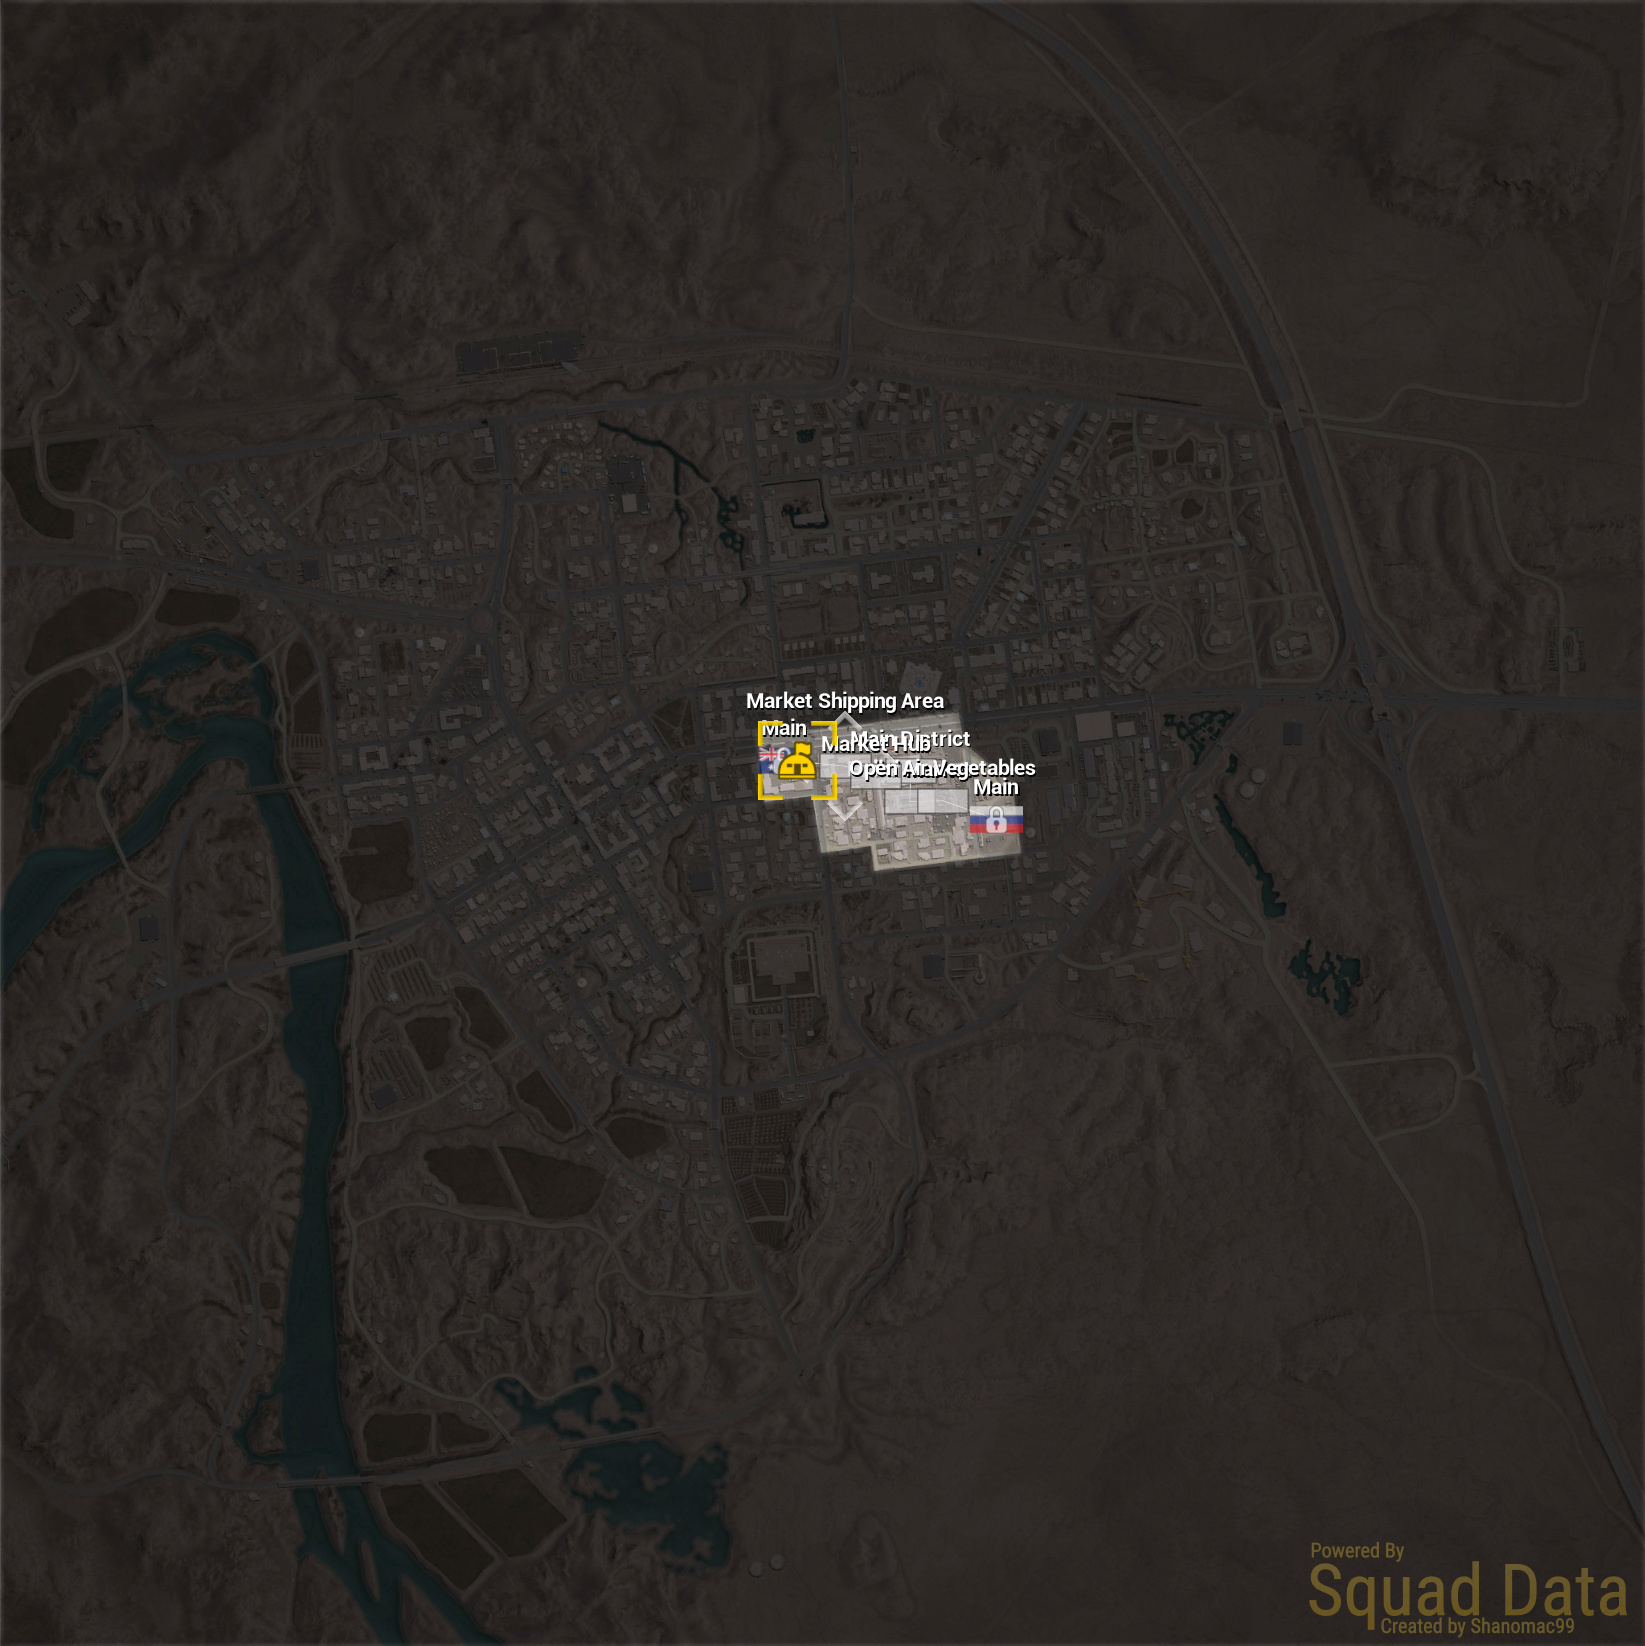 Market Shipping Area
Main
Main District
Market Hub
Open Air Vegetables
Main
Powered By
Squad Data
Created by Shanomac99